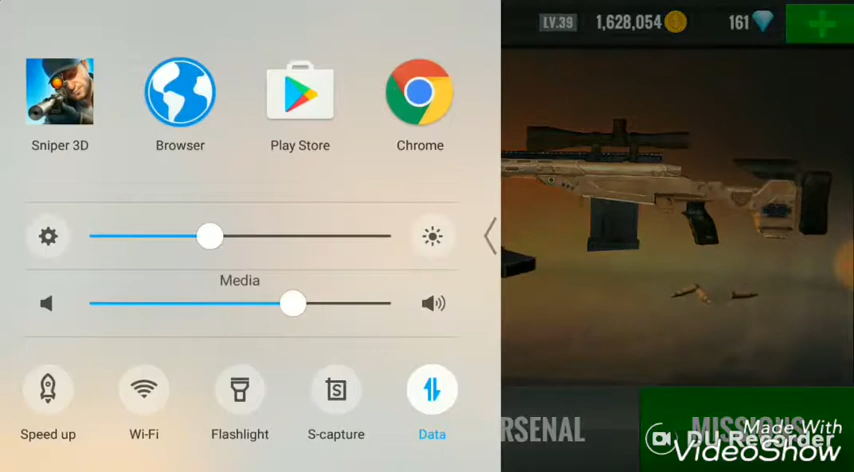 LV.39 1,628,054 161
Sniper 3D Browser Play Store Chrome
Media
Speed up Wi-Fi Flashlight S-capture Data
RSENAL MISSIONS
Made With
DU Recorder
VideoShow